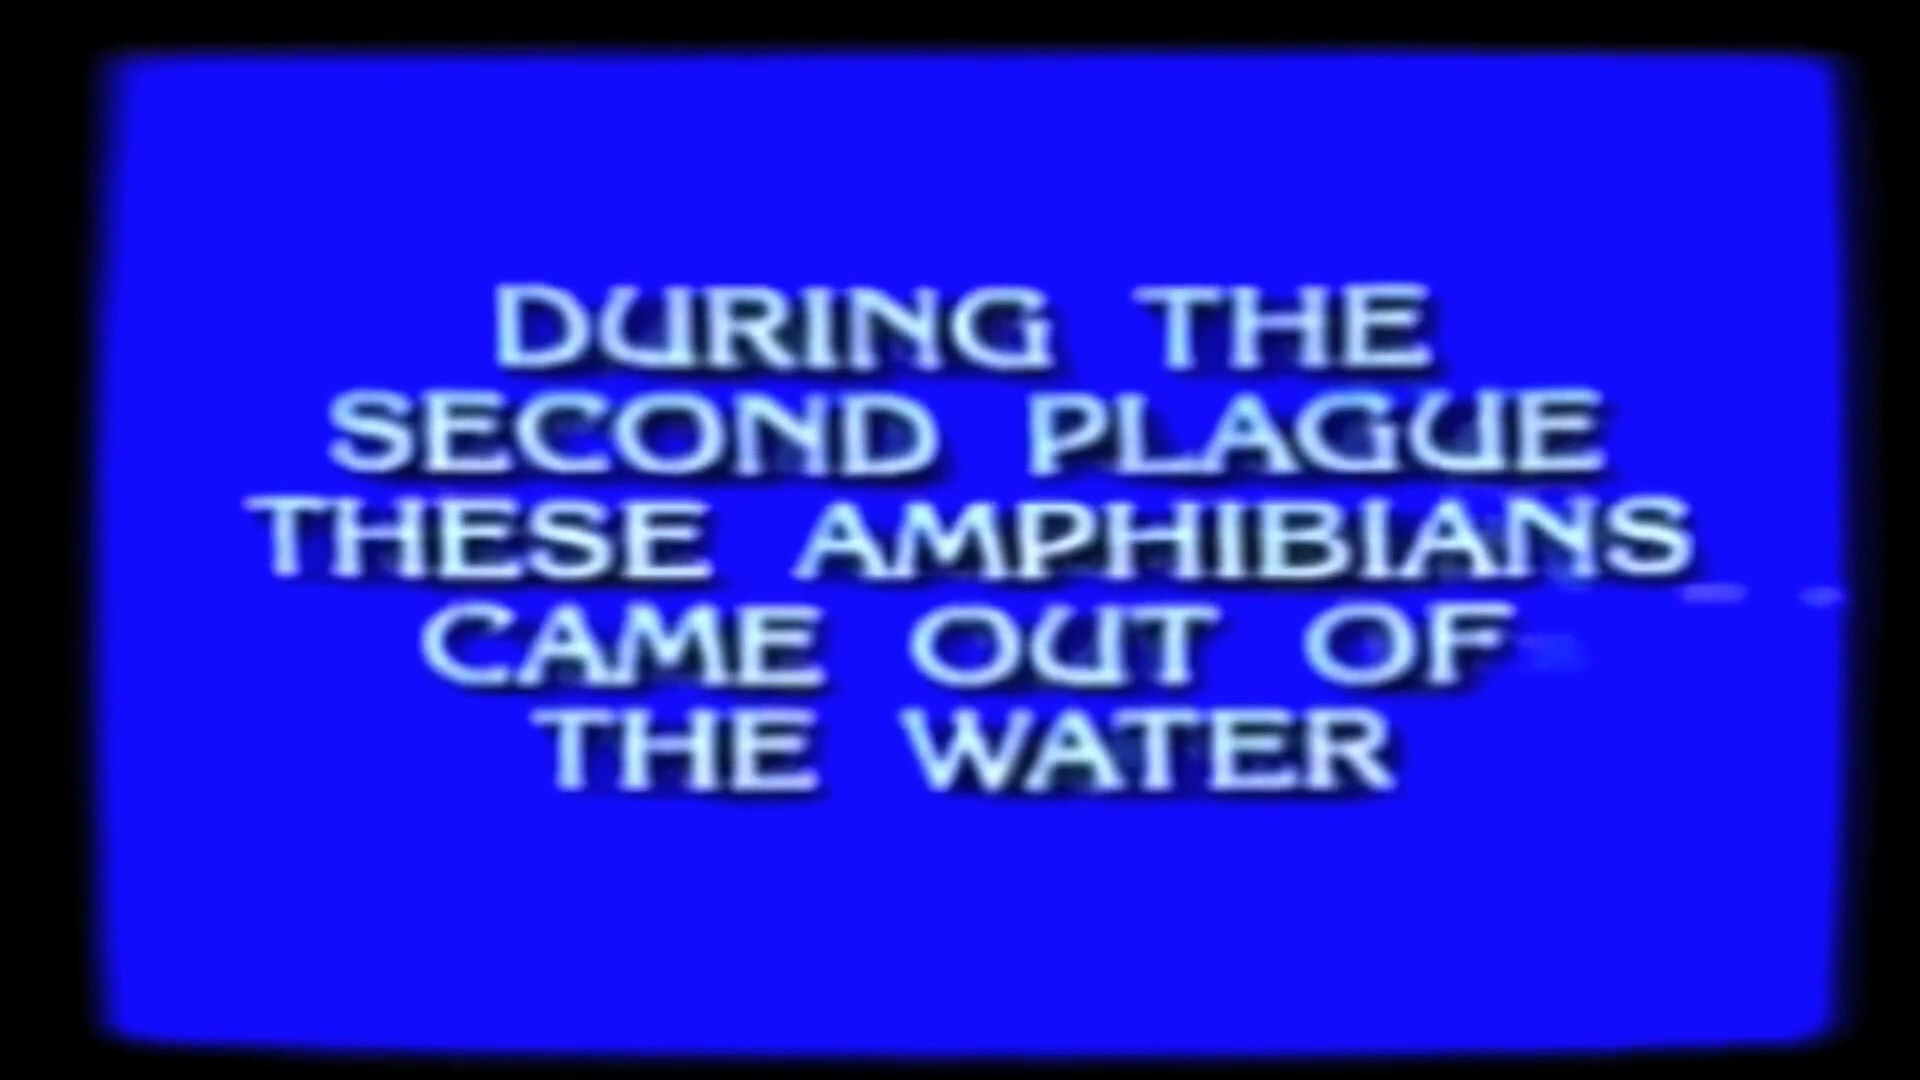 DURING THE
SECOND PLAGUE
THESE AMPHIBIANS
CAME OUT OF
THE WATER